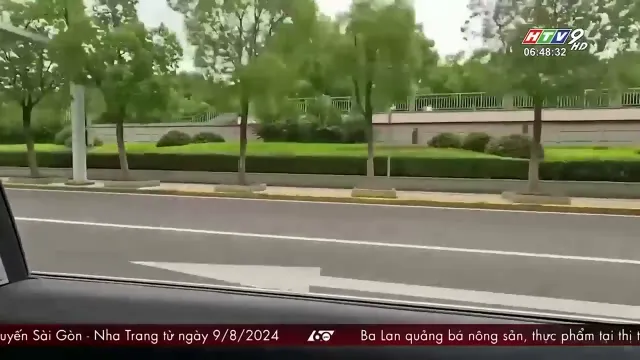 HTV9 HD
06:48:32
uyến Sài Gòn - Nha Trang từ ngày 9/8/2024 60 Ba Lan quảng bá nông sản, thực phẩm tại thị t